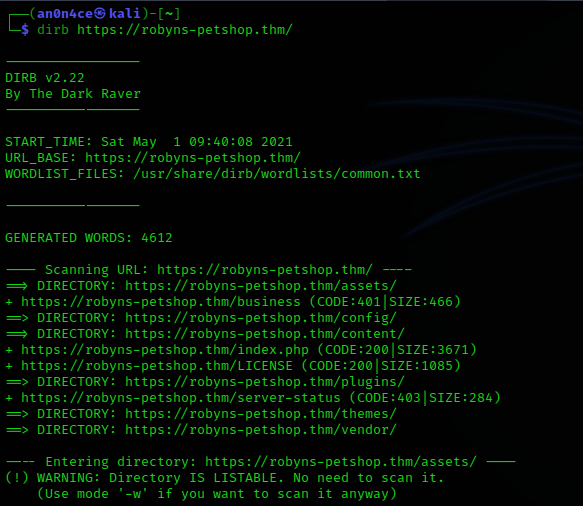 ┌──(an0n4ce㉿kali)-[~]
└─$ dirb https://robyns-petshop.thm/
-----------------
DIRB v2.22
By The Dark Raver
-----------------
START_TIME: Sat May  1 09:40:08 2021
URL_BASE: https://robyns-petshop.thm/
WORDLIST_FILES: /usr/share/dirb/wordlists/common.txt
-----------------
GENERATED WORDS: 4612
---- Scanning URL: https://robyns-petshop.thm/ ----
==> DIRECTORY: https://robyns-petshop.thm/assets/
+ https://robyns-petshop.thm/business (CODE:401|SIZE:466)
==> DIRECTORY: https://robyns-petshop.thm/config/
==> DIRECTORY: https://robyns-petshop.thm/content/
+ https://robyns-petshop.thm/index.php (CODE:200|SIZE:3671)
+ https://robyns-petshop.thm/LICENSE (CODE:200|SIZE:1085)
==> DIRECTORY: https://robyns-petshop.thm/plugins/
+ https://robyns-petshop.thm/server-status (CODE:403|SIZE:284)
==> DIRECTORY: https://robyns-petshop.thm/themes/
==> DIRECTORY: https://robyns-petshop.thm/vendor/
---- Entering directory: https://robyns-petshop.thm/assets/ ----
(!) WARNING: Directory IS LISTABLE. No need to scan it.
    (Use mode '-w' if you want to scan it anyway)